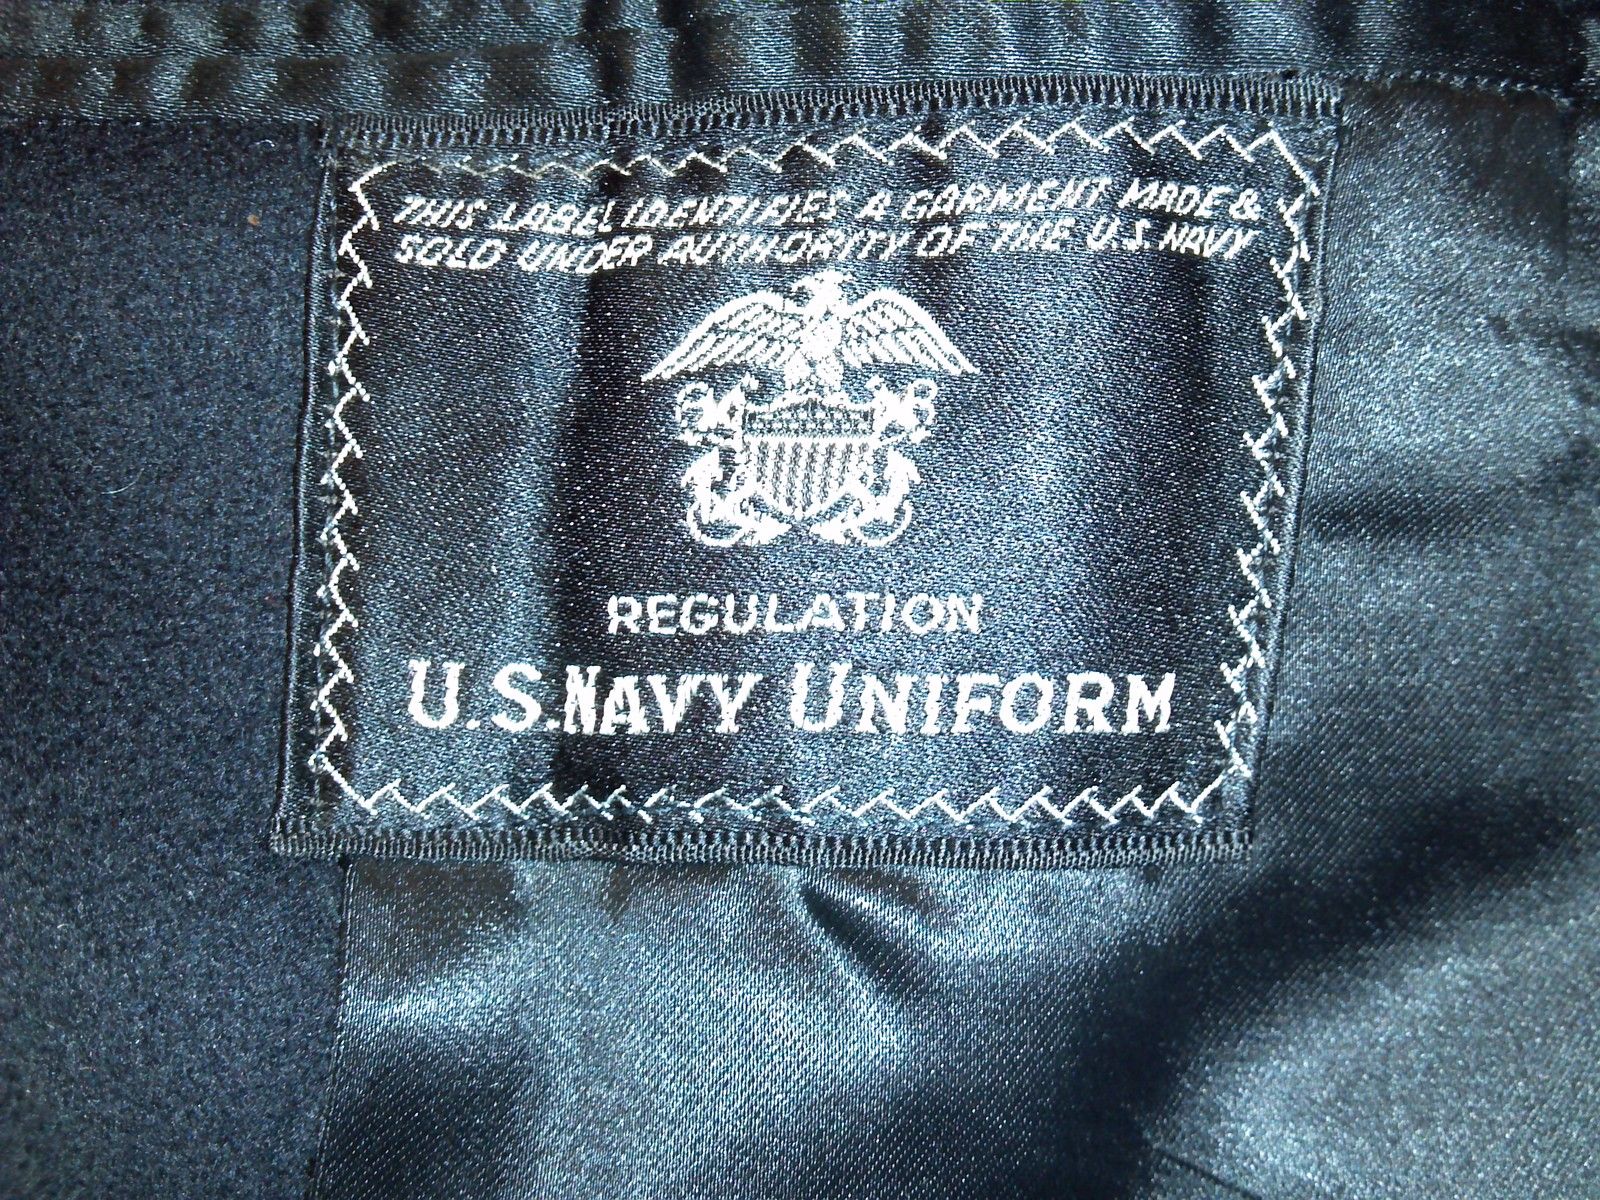 THIS LABEL IDENTIFIES A GARMENT MADE &
SOLD UNDER AUTHORITY OF THE U.S. NAVY
REGULATION
U.S. NAVY UNIFORM